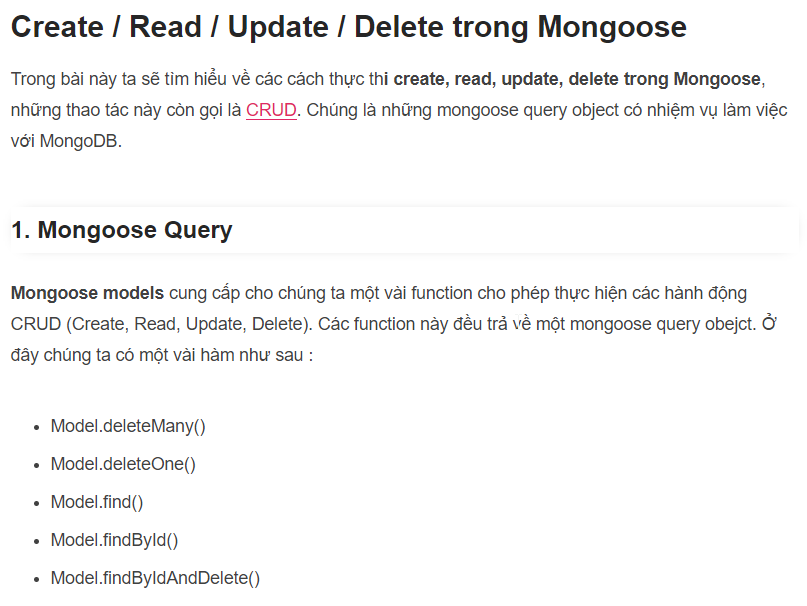 Create / Read / Update / Delete trong Mongoose
Trong bài này ta sẽ tìm hiểu về các cách thực thi create, read, update, delete trong Mongoose,
những thao tác này còn gọi là CRUD. Chúng là những mongoose query object có nhiệm vụ làm việc
với MongoDB.
1. Mongoose Query
Mongoose models cung cấp cho chúng ta một vài function cho phép thực hiện các hành động
CRUD (Create, Read, Update, Delete). Các function này đều trả về một mongoose query obejct. Ở
đây chúng ta có một vài hàm như sau :
• Model.deleteMany()
• Model.deleteOne()
• Model.find()
• Model.findById()
• Model.findByIdAndDelete()